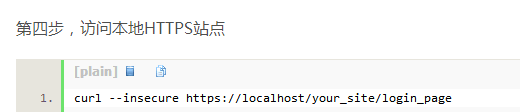 第四步，访问本地HTTPS站点
[plain]
1. curl --insecure https://localhost/your_site/login_page